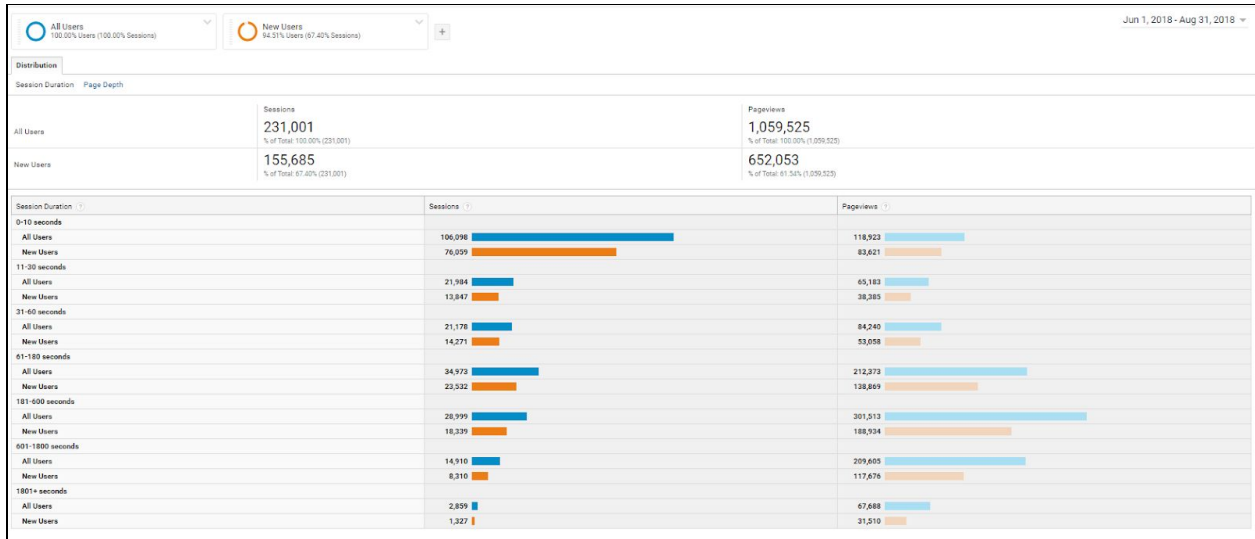 All Users
100.00% Users (100.00% Sessions)
New Users
94.51% Users (67.40% Sessions)
+
Jun 1, 2018 - Aug 31, 2018
Distribution
Session Duration Page Depth
Sessions Pageviews
All Users 231,001 1,059,525
% of Total: 100.00% (231,001) % of Total: 100.00% (1,059,525)
New Users 155,685 652,053
% of Total: 67.40% (231,001) % of Total: 61.54% (1,059,525)
Session Duration ? Sessions ? Pageviews ?
0-10 seconds
All Users 106,098 118,923
New Users 76,059 83,621
11-30 seconds
All Users 21,984 65,183
New Users 13,847 38,385
31-60 seconds
All Users 21,178 84,240
New Users 14,271 53,058
61-180 seconds
All Users 34,973 212,373
New Users 23,532 138,869
181-600 seconds
All Users 28,999 301,513
New Users 18,339 188,934
601-1800 seconds
All Users 14,910 209,605
New Users 8,310 117,676
1801+ seconds
All Users 2,859 67,688
New Users 1,327 31,510